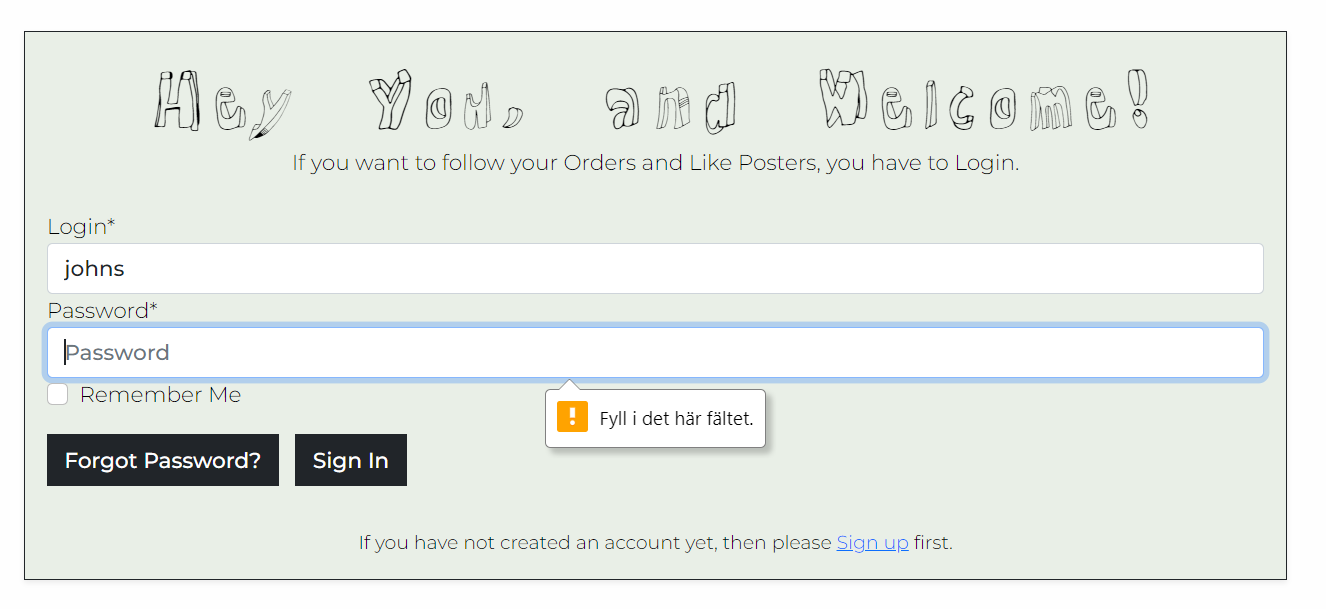 Hey You, and Welcome!
If you want to follow your Orders and Like Posters, you have to Login.
Login*
johns
Password*
Password
Remember Me
Fyll i det här fältet.
Forgot Password? Sign In
If you have not created an account yet, then please Sign up first.